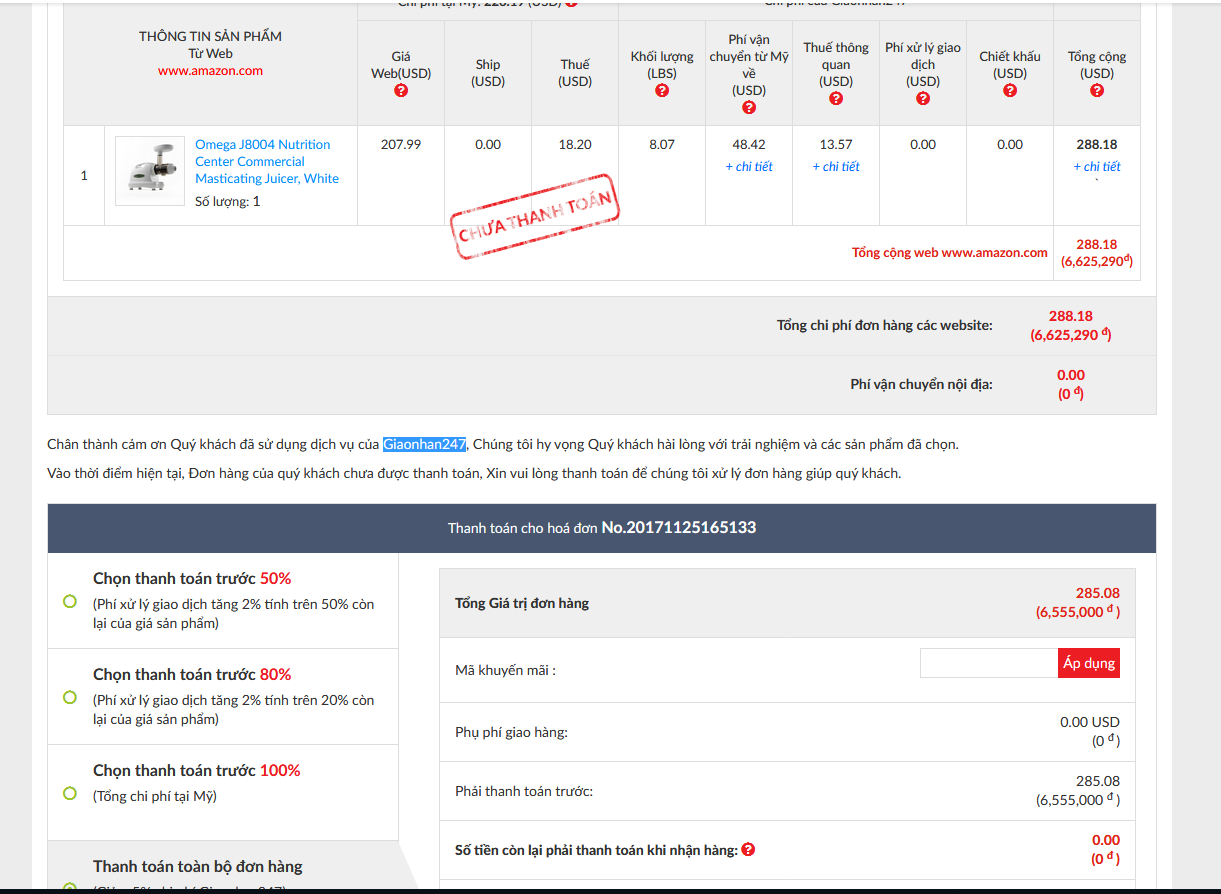 Chi phí tại Mỹ: 226.19 (USD)
Chi phí của Giaonhan247
THÔNG TIN SẢN PHẨM
Từ Web
www.amazon.com
Giá
Web(USD)
Ship
(USD)
Thuế
(USD)
Khối lượng
(LBS)
Phí vận
chuyển từ Mỹ
về
(USD)
Thuế thông
quan
(USD)
Phí xử lý giao
dịch
(USD)
Chiết khấu
(USD)
Tổng cộng
(USD)
1
Omega J8004 Nutrition
Center Commercial
Masticating Juicer, White
Số lượng: 1
207.99
0.00
18.20
8.07
48.42
+ chi tiết
13.57
+ chi tiết
0.00
0.00
288.18
+ chi tiết
CHƯA THANH TOÁN
Tổng cộng web www.amazon.com
288.18
(6,625,290đ)
Tổng chi phí đơn hàng các website:
288.18
(6,625,290 đ)
Phí vận chuyển nội địa:
0.00
(0 đ)
Chân thành cảm ơn Quý khách đã sử dụng dịch vụ của Giaonhan247, Chúng tôi hy vọng Quý khách hài lòng với trải nghiệm và các sản phẩm đã chọn.
Vào thời điểm hiện tại, Đơn hàng của quý khách chưa được thanh toán, Xin vui lòng thanh toán để chúng tôi xử lý đơn hàng giúp quý khách.
Thanh toán cho hoá đơn No.20171125165133
Chọn thanh toán trước 50%
(Phí xử lý giao dịch tăng 2% tính trên 50% còn
lại của giá sản phẩm)
Chọn thanh toán trước 80%
(Phí xử lý giao dịch tăng 2% tính trên 20% còn
lại của giá sản phẩm)
Chọn thanh toán trước 100%
(Tổng chi phí tại Mỹ)
Thanh toán toàn bộ đơn hàng
Tổng Giá trị đơn hàng
285.08
(6,555,000 đ )
Mã khuyến mãi :
Áp dụng
Phụ phí giao hàng:
0.00 USD
(0 đ )
Phải thanh toán trước:
285.08
(6,555,000 đ )
Số tiền còn lại phải thanh toán khi nhận hàng:
0.00
(0 đ )